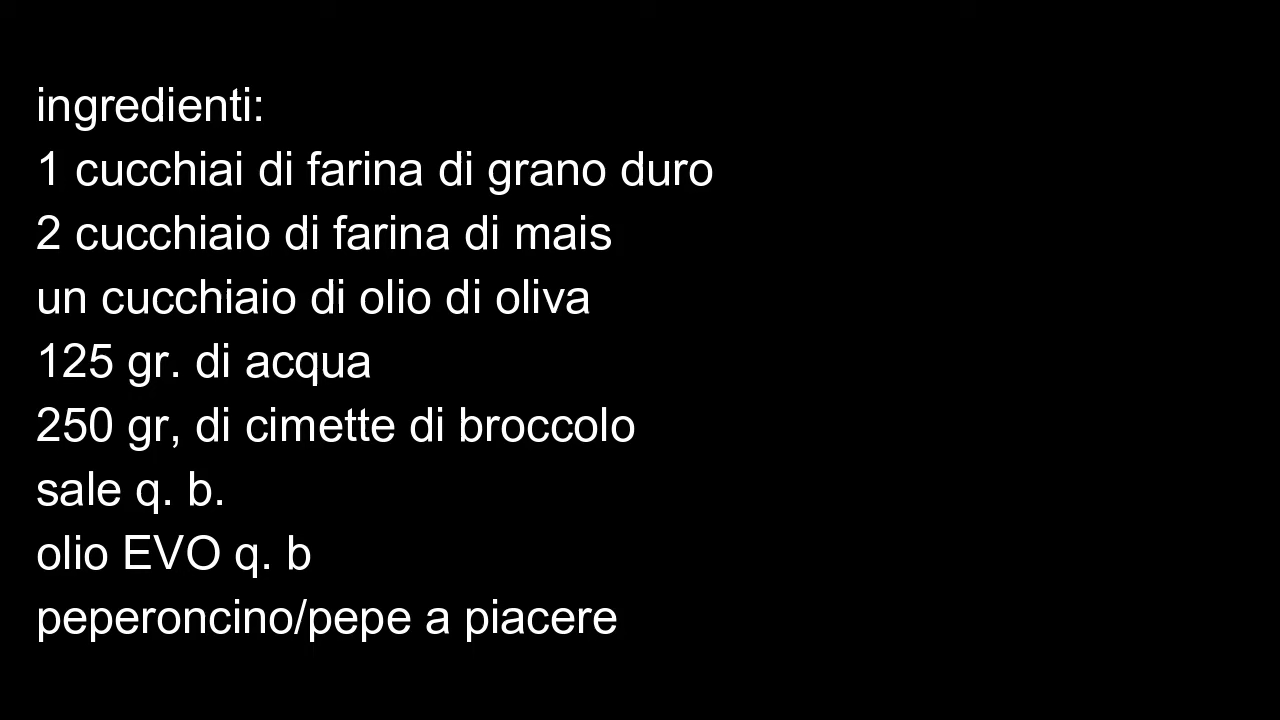 ingredienti:
1 cucchiai di farina di grano duro
2 cucchiaio di farina di mais
un cucchiaio di olio di oliva
125 gr. di acqua
250 gr, di cimette di broccolo
sale q. b.
olio EVO q. b
peperoncino/pepe a piacere